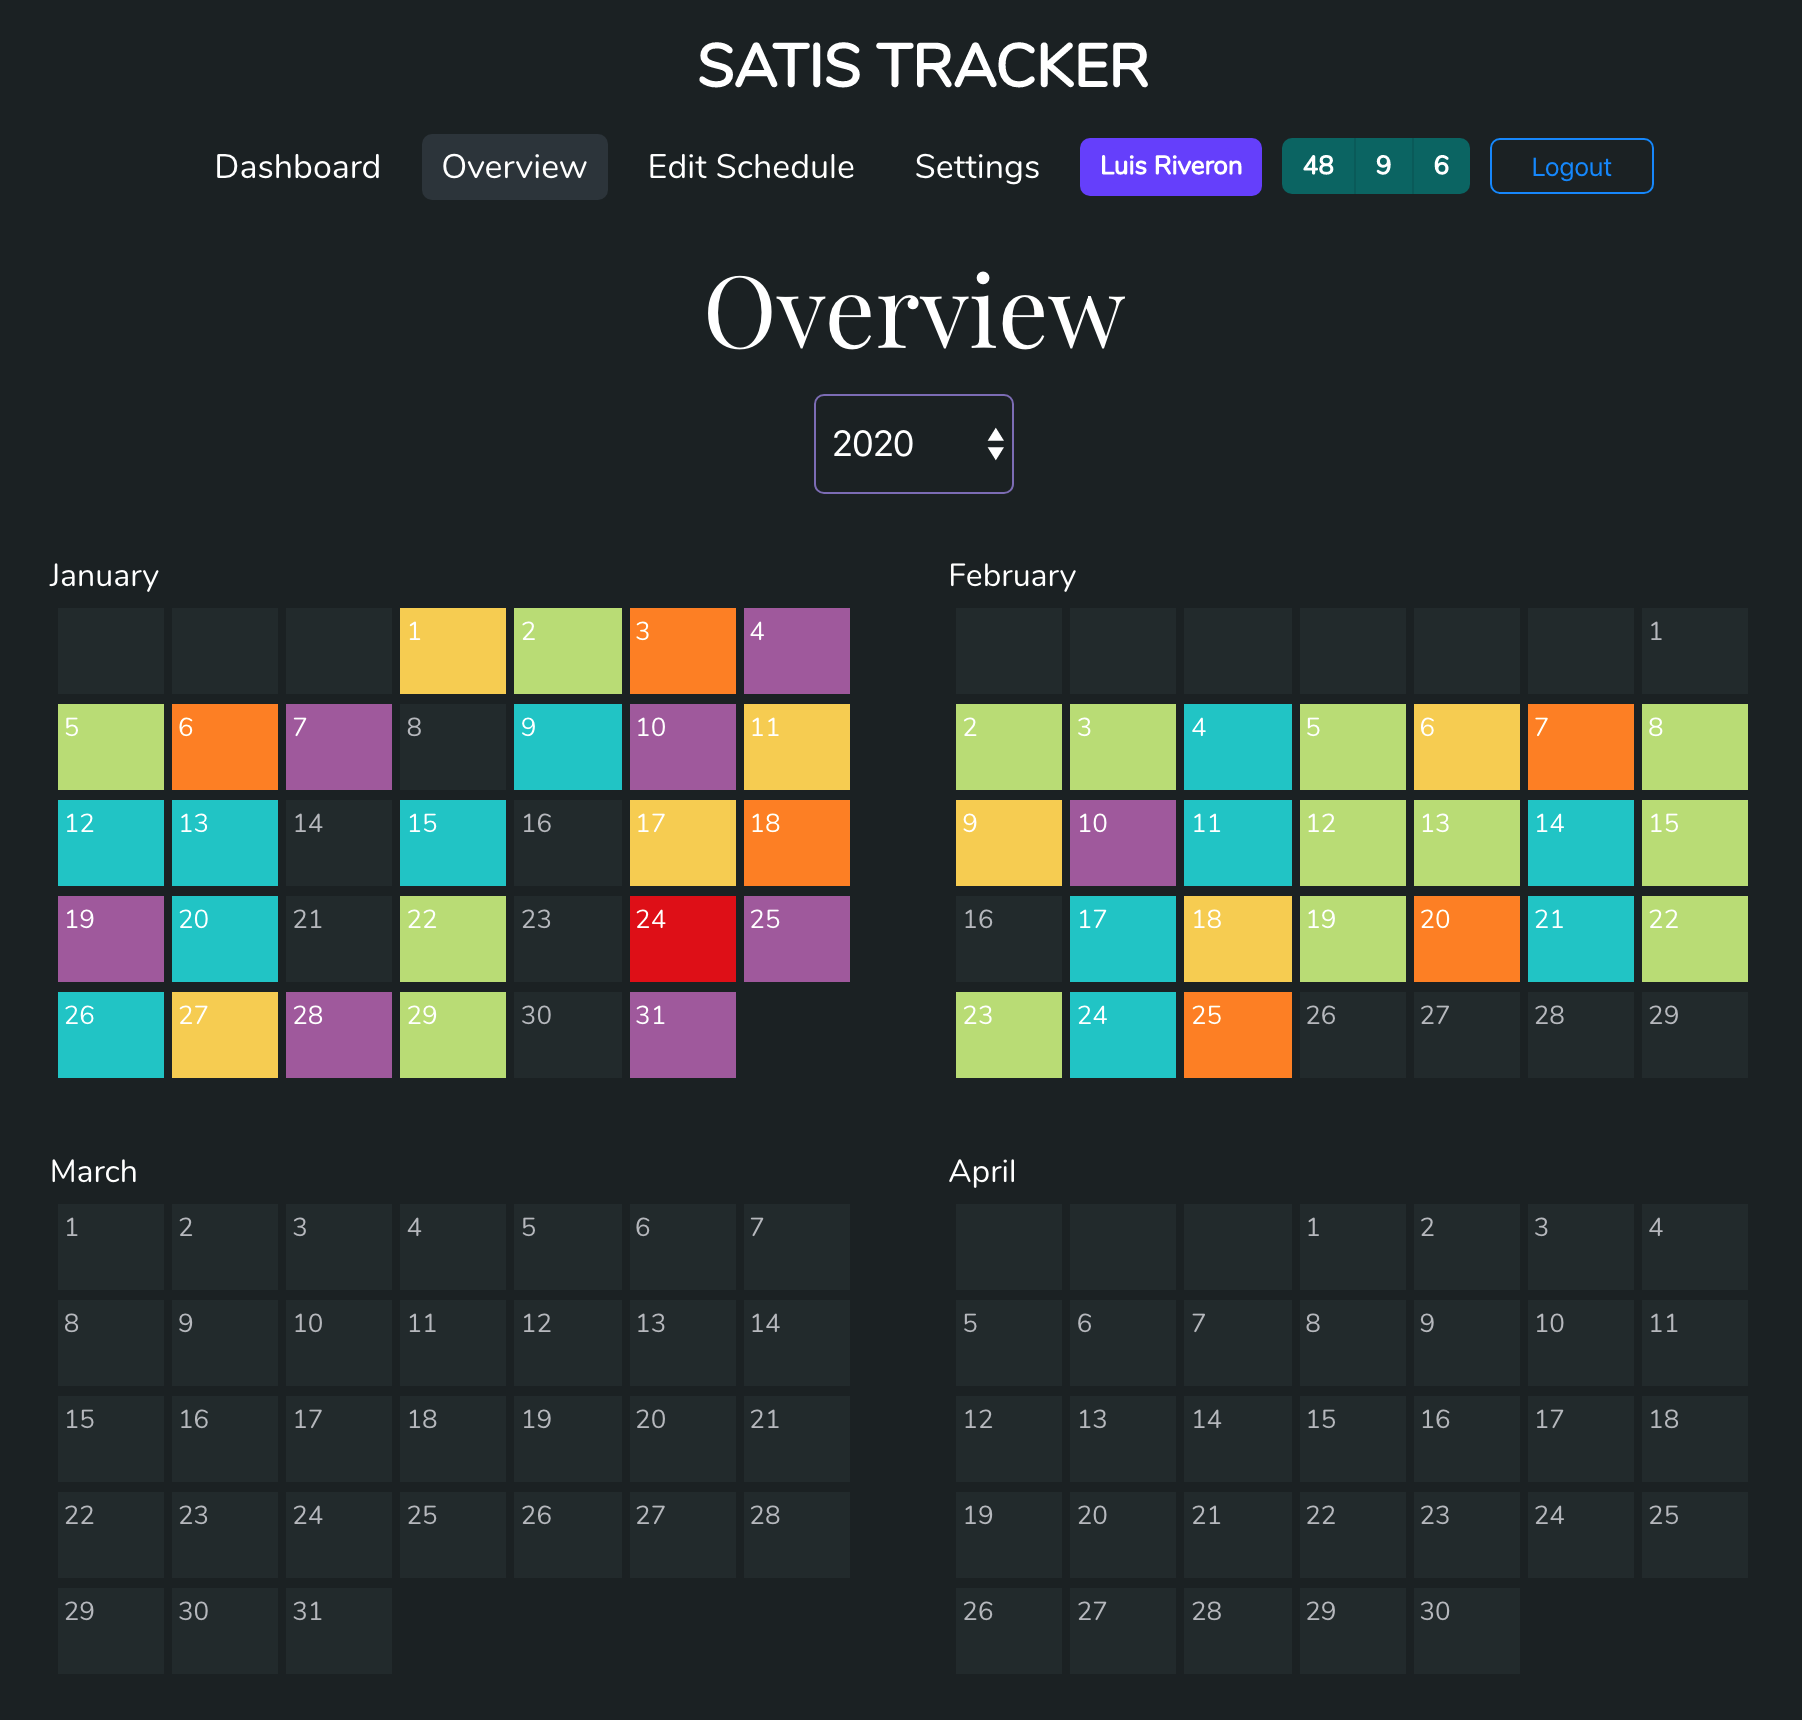 SATIS TRACKER
Dashboard Overview Edit Schedule Settings Luis Riveron 48 9 6 Logout
Overview
2020
January
1 2 3 4
5 6 7 8 9 10 11
12 13 14 15 16 17 18
19 20 21 22 23 24 25
26 27 28 29 30 31
February
1
2 3 4 5 6 7 8
9 10 11 12 13 14 15
16 17 18 19 20 21 22
23 24 25 26 27 28 29
March
1 2 3 4 5 6 7
8 9 10 11 12 13 14
15 16 17 18 19 20 21
22 23 24 25 26 27 28
29 30 31
April
1 2 3 4
5 6 7 8 9 10 11
12 13 14 15 16 17 18
19 20 21 22 23 24 25
26 27 28 29 30